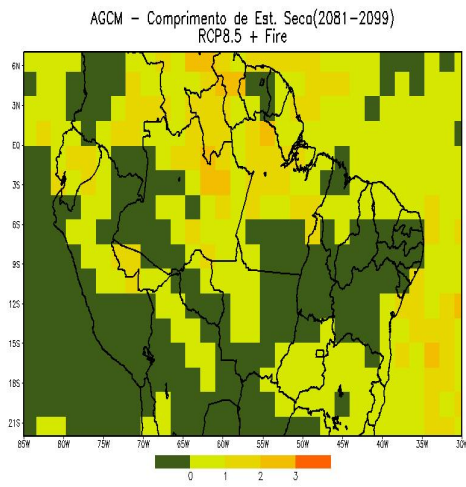 AGCM – Comprimento de Est. Seca(2081–2099)
RCP8.5 + Fire
6N
3N
EQ
3S
6S
9S
12S
15S
18S
21S
85W 80W 75W 70W 65W 60W 55W 50W 45W 40W 35W 30W
0 1 2 3